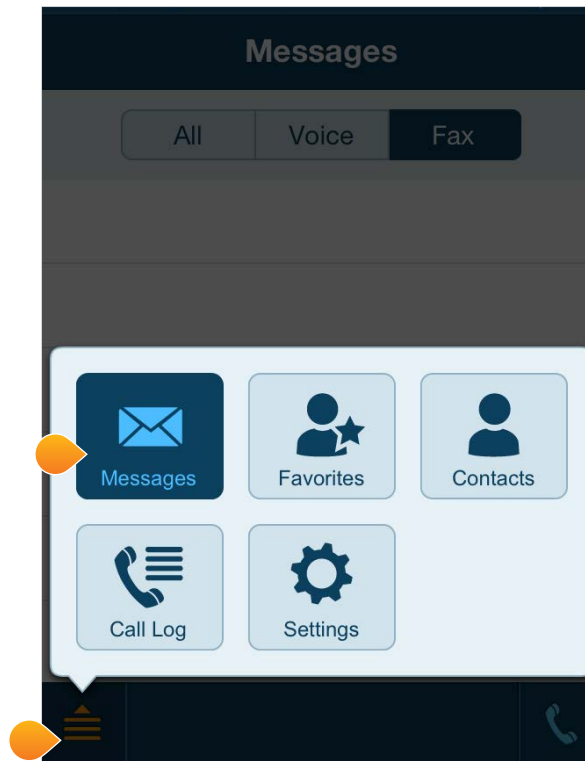 Messages
All Voice Fax
Messages Favorites Contacts
Call Log Settings